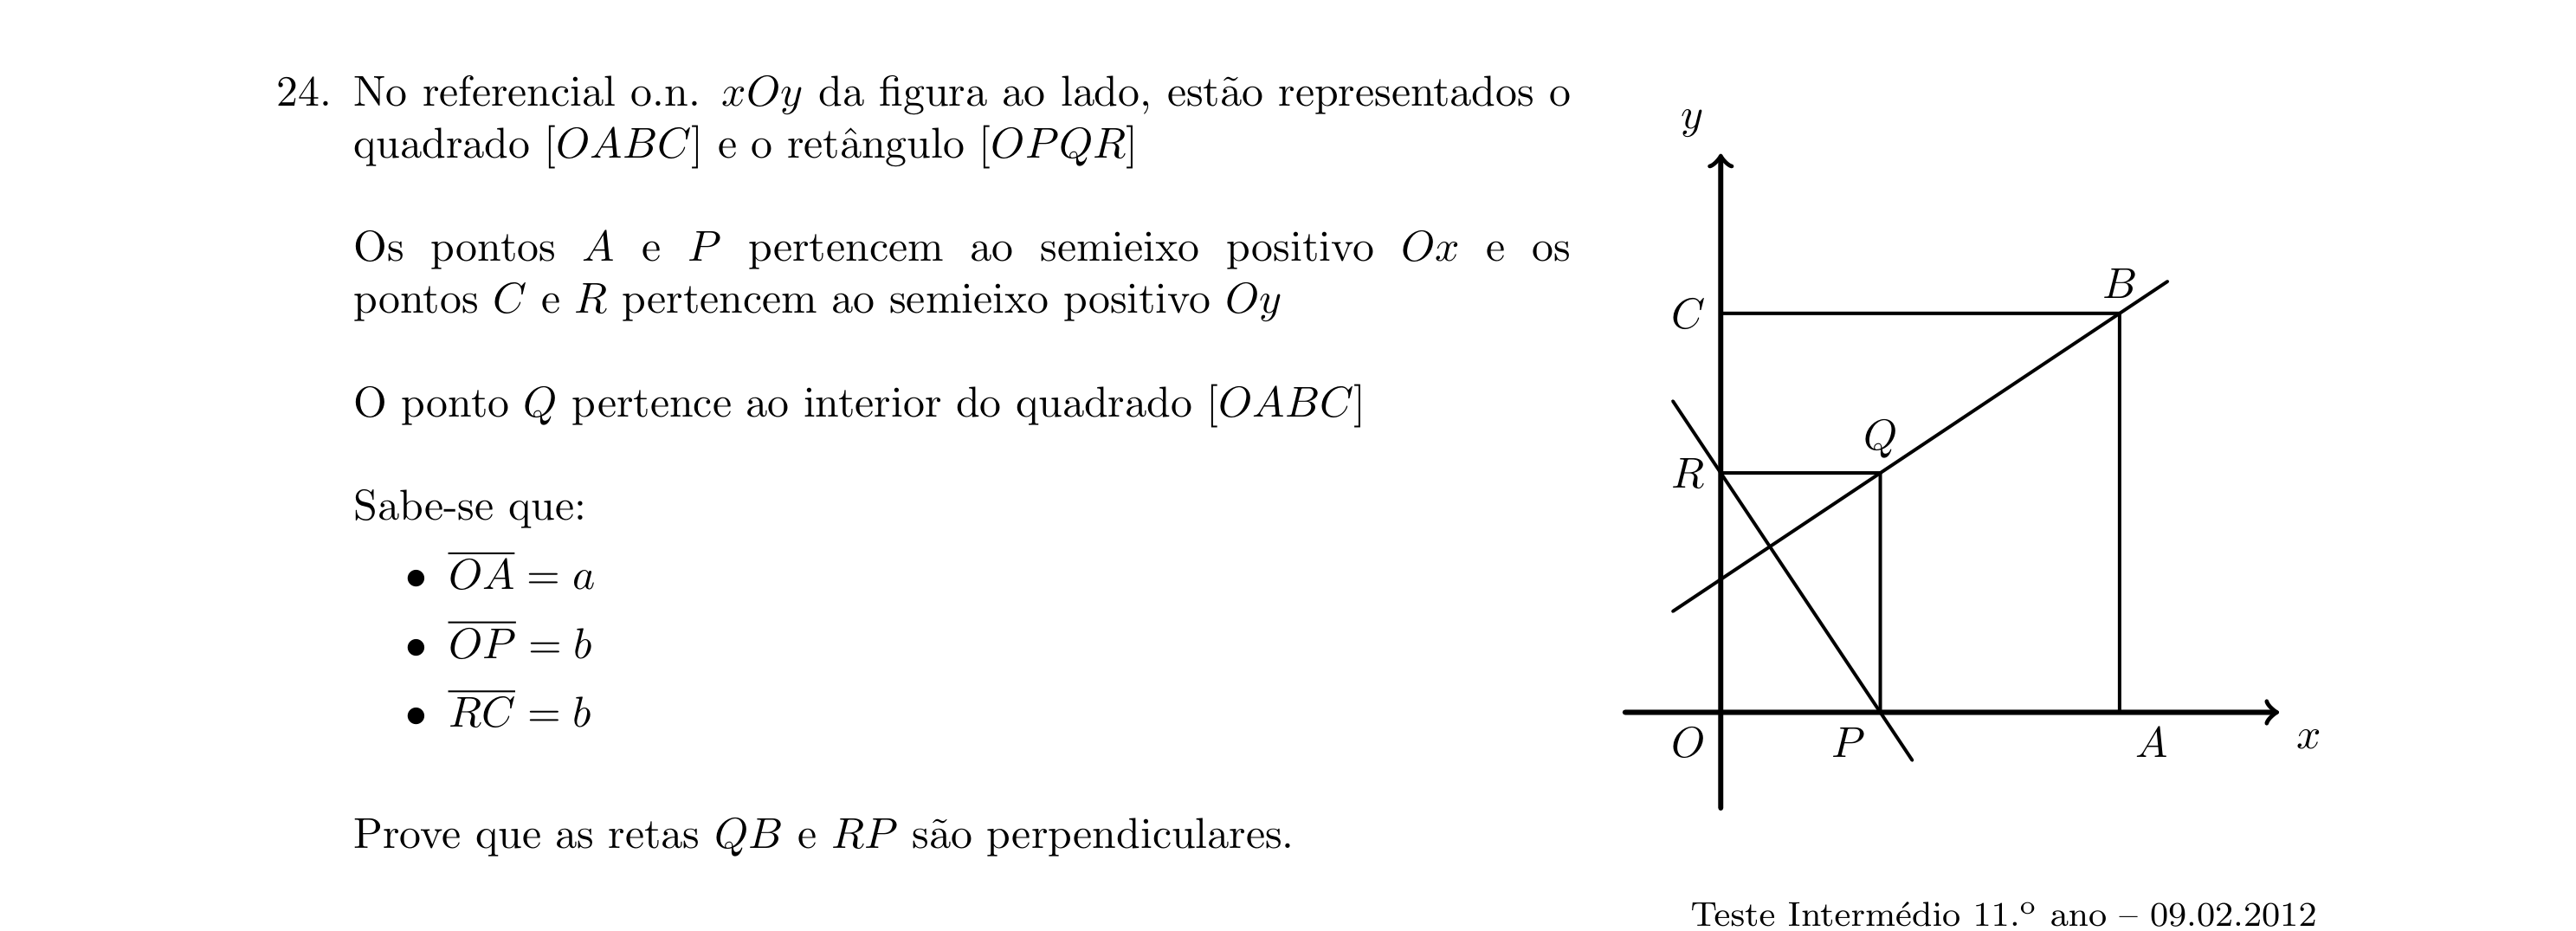 24. No referencial o.n. xOy da figura ao lado, estão representados o
quadrado [OABC] e o retângulo [OPQR]
Os pontos A e P pertencem ao semieixo positivo Ox e os
pontos C e R pertencem ao semieixo positivo Oy
O ponto Q pertence ao interior do quadrado [OABC]
Sabe-se que:
• \overline{OA} = a
• \overline{OP} = b
• \overline{RC} = b
Prove que as retas QB e RP são perpendiculares.
y
B
C
Q
R
O
P
A
x
Teste Intermédio 11.º ano – 09.02.2012